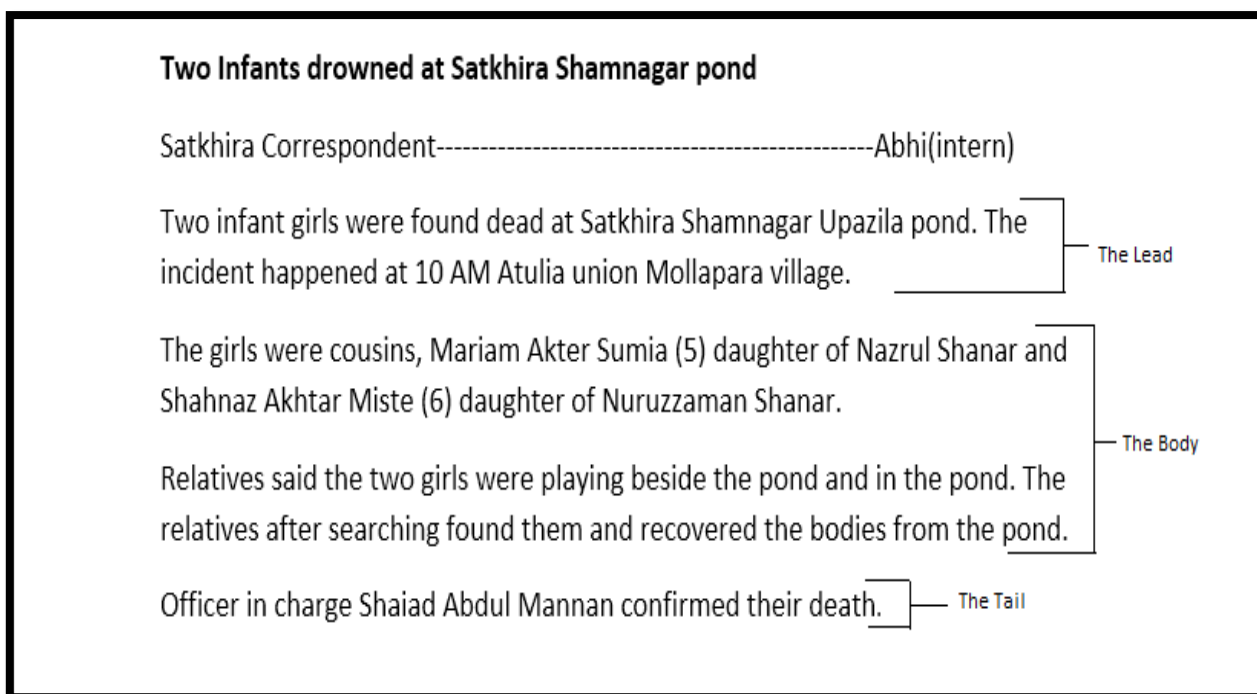 Two Infants drowned at Satkhira Shamnagar pond
Satkhira Correspondent--------------------------------------------------Abhi(intern)
Two infant girls were found dead at Satkhira Shamnagar Upazila pond. The
incident happened at 10 AM Atulia union Mollapara village.
The Lead
The girls were cousins, Mariam Akter Sumia (5) daughter of Nazrul Shanar and
Shahnaz Akhtar Miste (6) daughter of Nuruzzaman Shanar.
The Body
Relatives said the two girls were playing beside the pond and in the pond. The
relatives after searching found them and recovered the bodies from the pond.
Officer in charge Shaiad Abdul Mannan confirmed their death.
The Tail